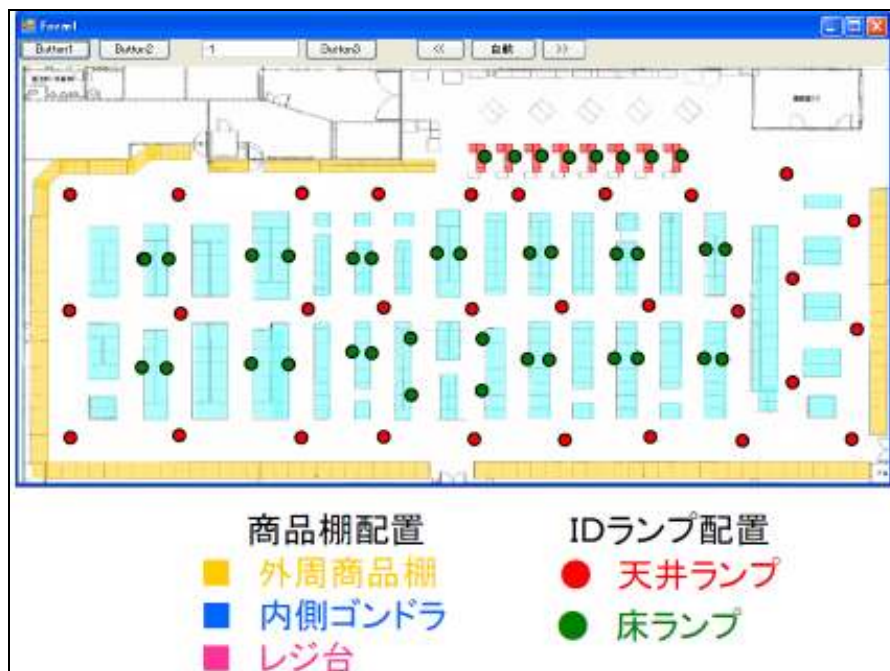 Form1
Button1 Button2 -1 Button3 << 自動 >>
商品棚配置
外周商品棚
内側ゴンドラ
レジ台
IDランプ配置
天井ランプ
床ランプ